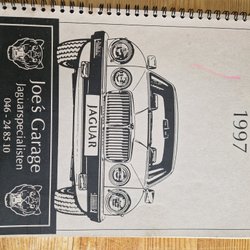 Joe's Garage
Jaguarspecialisten
046 - 24 85 10
JAGUAR
1997